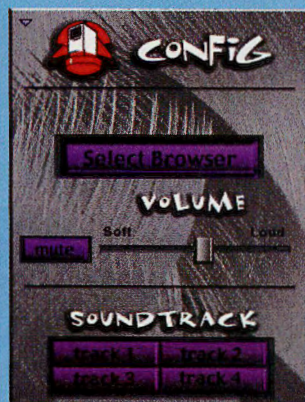 CONFiG
Select Browser
VOLUME
Soft Loud
mute
SOUNDTRACK
track 1 track 2
track 3 track 4